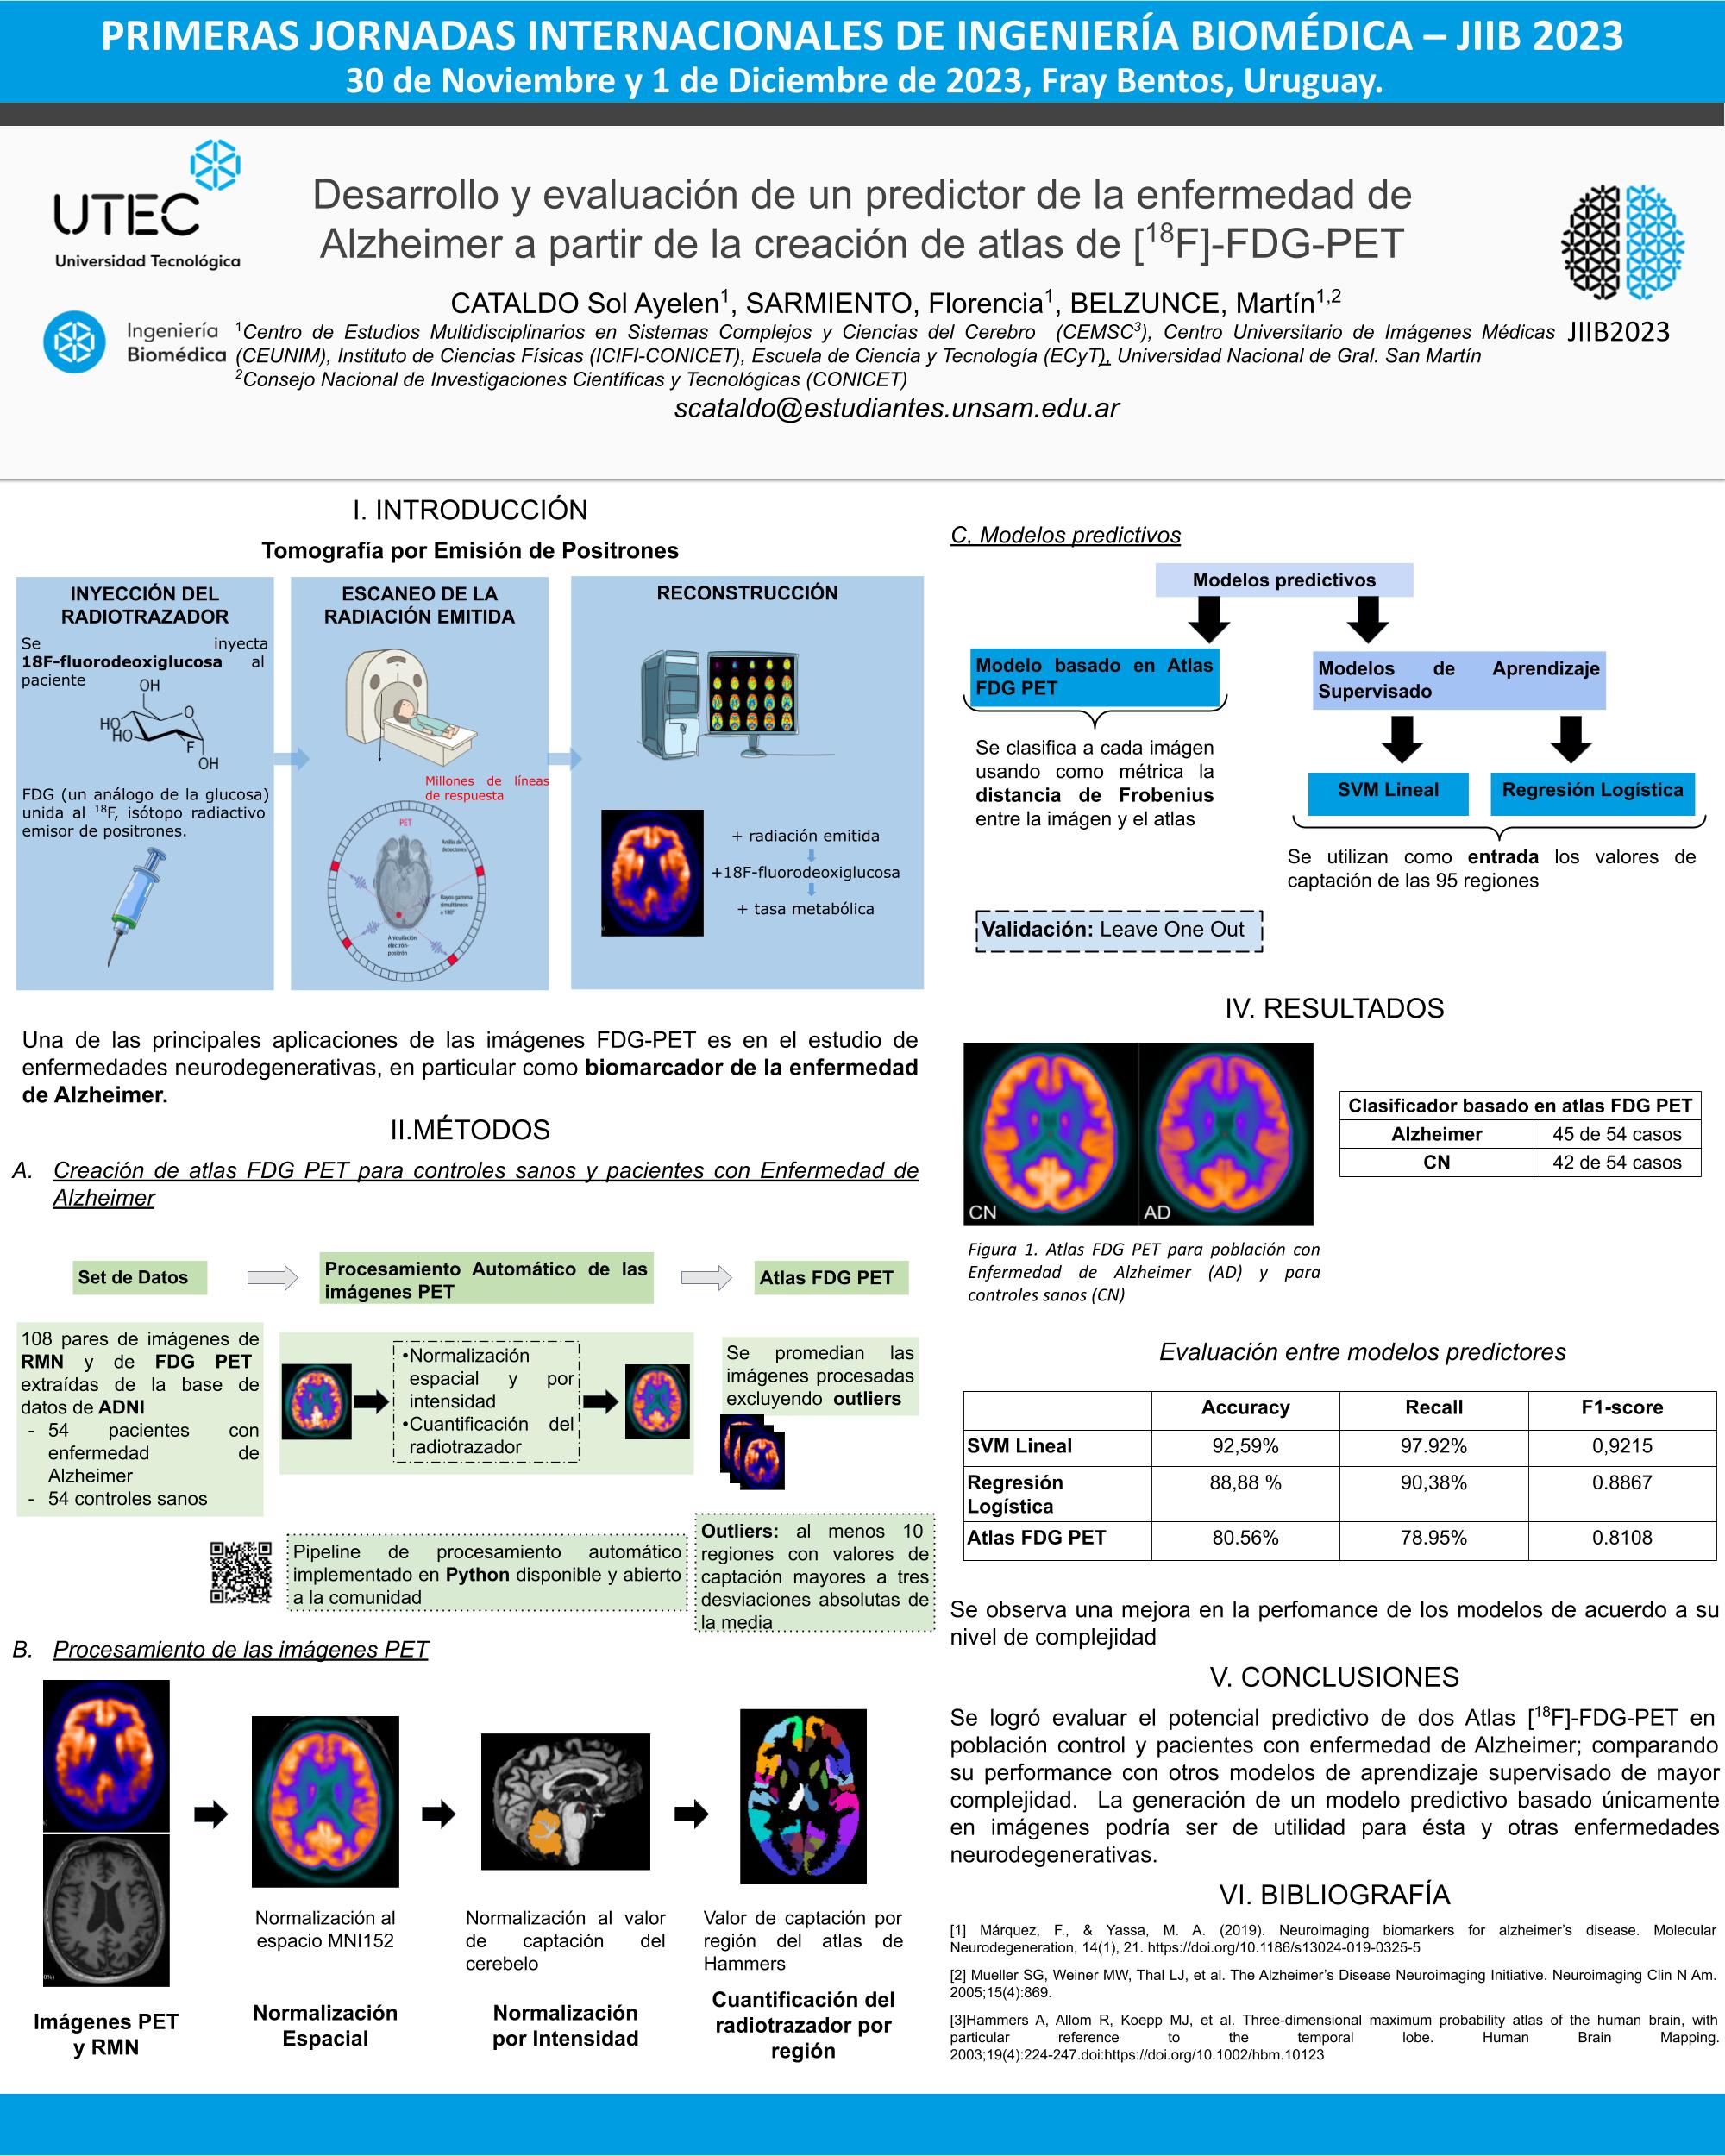 PRIMERAS JORNADAS INTERNACIONALES DE INGENIERÍA BIOMÉDICA – JIIB 2023
30 de Noviembre y 1 de Diciembre de 2023, Fray Bentos, Uruguay.
UTEC
Universidad Tecnológica
Ingeniería
Biomédica
Desarrollo y evaluación de un predictor de la enfermedad de
Alzheimer a partir de la creación de atlas de [18F]-FDG-PET
CATALDO Sol Ayelen1, SARMIENTO, Florencia1, BELZUNCE, Martín1,2
1Centro de Estudios Multidisciplinarios en Sistemas Complejos y Ciencias del Cerebro (CEMSC3), Centro Universitario de Imágenes Médicas
(CEUNIM), Instituto de Ciencias Físicas (ICIFI-CONICET), Escuela de Ciencia y Tecnología (ECyT), Universidad Nacional de Gral. San Martín
2Consejo Nacional de Investigaciones Científicas y Tecnológicas (CONICET)
scataldo@estudiantes.unsam.edu.ar
JIIB2023
I. INTRODUCCIÓN
Tomografía por Emisión de Positrones
INYECCIÓN DEL
RADIOTRAZADOR
Se inyecta
18F-fluorodeoxiglucosa al
paciente
OH
O
HO
HO
F
OH
FDG (un análogo de la glucosa)
unida al 18F, isótopo radiactivo
emisor de positrones.
ESCANEO DE LA
RADIACIÓN EMITIDA
Millones de líneas
de respuesta
PET
Anillo de
detectores
Rayos gamma
simultáneos
a 180°
Aniquilación
electrón-
positrón
RECONSTRUCCIÓN
+ radiación emitida
+18F-fluorodeoxiglucosa
+ tasa metabólica
Una de las principales aplicaciones de las imágenes FDG-PET es en el estudio de
enfermedades neurodegenerativas, en particular como biomarcador de la enfermedad
de Alzheimer.
II.MÉTODOS
A. Creación de atlas FDG PET para controles sanos y pacientes con Enfermedad de
Alzheimer
Set de Datos
Procesamiento Automático de las
imágenes PET
Atlas FDG PET
108 pares de imágenes de
RMN y de FDG PET
extraídas de la base de
datos de ADNI
- 54 pacientes con
enfermedad de
Alzheimer
- 54 controles sanos
•Normalización
espacial y por
intensidad
•Cuantificación del
radiotrazador
Se promedian las
imágenes procesadas
excluyendo outliers
Pipeline de procesamiento automático
implementado en Python disponible y abierto
a la comunidad
Outliers: al menos 10
regiones con valores de
captación mayores a tres
desviaciones absolutas de
la media
B. Procesamiento de las imágenes PET
Normalización al
espacio MNI152
Normalización al valor
de captación del
cerebelo
Valor de captación por
región del atlas de
Hammers
Imágenes PET
y RMN
Normalización
Espacial
Normalización
por Intensidad
Cuantificación del
radiotrazador por
región
C, Modelos predictivos
Modelos predictivos
Modelo basado en Atlas
FDG PET
Modelos de Aprendizaje
Supervisado
Se clasifica a cada imágen
usando como métrica la
distancia de Frobenius
entre la imágen y el atlas
SVM Lineal
Regresión Logística
Se utilizan como entrada los valores de
captación de las 95 regiones
Validación: Leave One Out
IV. RESULTADOS
CN
AD
Clasificador basado en atlas FDG PET
Alzheimer 45 de 54 casos
CN 42 de 54 casos
Figura 1. Atlas FDG PET para población con
Enfermedad de Alzheimer (AD) y para
controles sanos (CN)
Evaluación entre modelos predictores
Accuracy Recall F1-score
SVM Lineal 92,59% 97.92% 0,9215
Regresión
Logística 88,88 % 90,38% 0.8867
Atlas FDG PET 80.56% 78.95% 0.8108
Se observa una mejora en la perfomance de los modelos de acuerdo a su
nivel de complejidad
V. CONCLUSIONES
Se logró evaluar el potencial predictivo de dos Atlas [18F]-FDG-PET en
población control y pacientes con enfermedad de Alzheimer; comparando
su performance con otros modelos de aprendizaje supervisado de mayor
complejidad. La generación de un modelo predictivo basado únicamente
en imágenes podría ser de utilidad para ésta y otras enfermedades
neurodegenerativas.
VI. BIBLIOGRAFÍA
[1] Márquez, F., & Yassa, M. A. (2019). Neuroimaging biomarkers for alzheimer’s disease. Molecular
Neurodegeneration, 14(1), 21. https://doi.org/10.1186/s13024-019-0325-5
[2] Mueller SG, Weiner MW, Thal LJ, et al. The Alzheimer’s Disease Neuroimaging Initiative. Neuroimaging Clin N Am.
2005;15(4):869.
[3]Hammers A, Allom R, Koepp MJ, et al. Three-dimensional maximum probability atlas of the human brain, with
particular reference to the temporal lobe. Human Brain Mapping.
2003;19(4):224-247.doi:https://doi.org/10.1002/hbm.10123